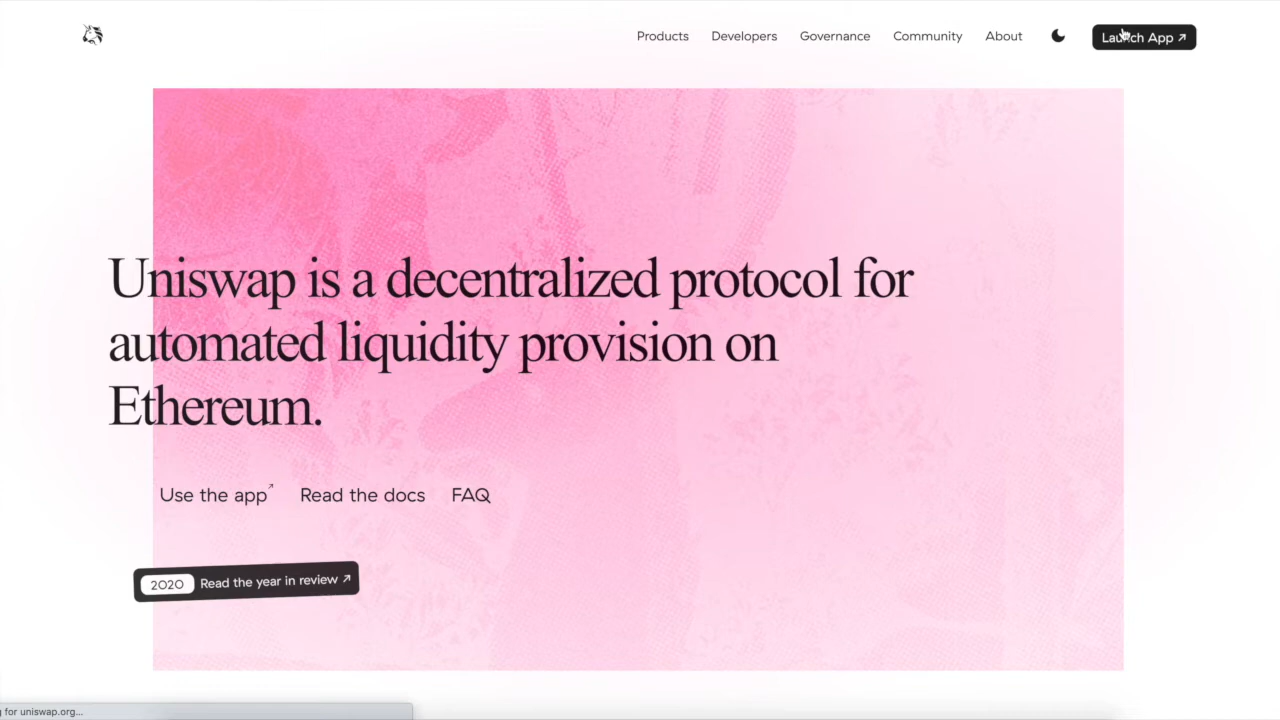 Products Developers Governance Community About Launch App ↗
Uniswap is a decentralized protocol for
automated liquidity provision on
Ethereum.
Use the app↗ Read the docs FAQ
2020 Read the year in review ↗
for uniswap.org...